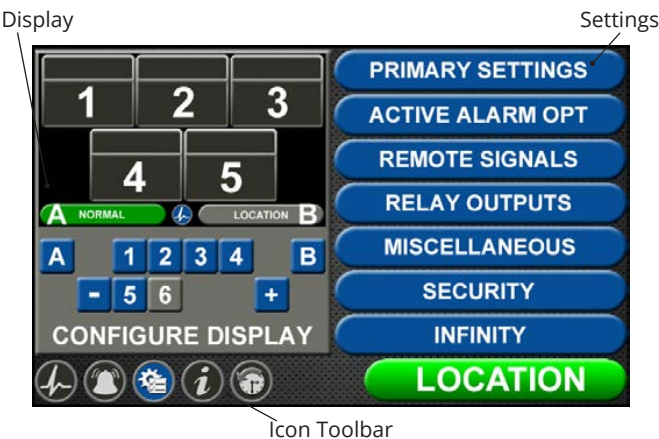 Display
Settings
1 2 3
4 5
A NORMAL
LOCATION B
A 1 2 3 4 B
- 5 6 +
CONFIGURE DISPLAY
PRIMARY SETTINGS
ACTIVE ALARM OPT
REMOTE SIGNALS
RELAY OUTPUTS
MISCELLANEOUS
SECURITY
INFINITY
i
LOCATION
Icon Toolbar